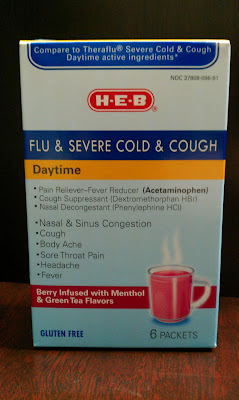 Compare to Theraflu® Severe Cold & Cough
Daytime active ingredients*
NDC 37808-098-91
H-E-B
FLU & SEVERE COLD & COUGH
Daytime
• Pain Reliever–Fever Reducer (Acetaminophen)
• Cough Suppressant (Dextromethorphan HBr)
• Nasal Decongestant (Phenylephrine HCl)
• Nasal & Sinus Congestion
• Cough
• Body Ache
• Sore Throat Pain
• Headache
• Fever
Berry Infused with Menthol
& Green Tea Flavors
GLUTEN FREE
6 PACKETS